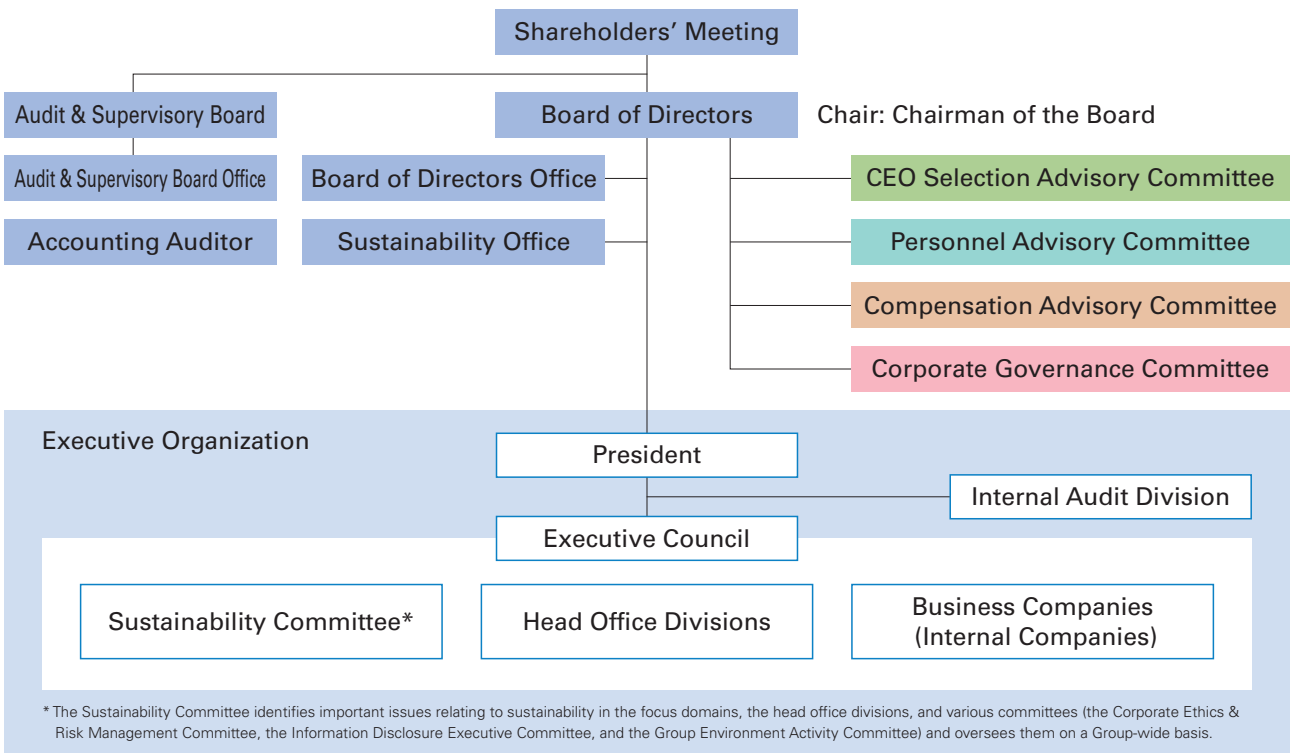 Shareholders’ Meeting
Audit & Supervisory Board
Board of Directors
Chair: Chairman of the Board
Audit & Supervisory Board Office
Board of Directors Office
CEO Selection Advisory Committee
Accounting Auditor
Sustainability Office
Personnel Advisory Committee
Compensation Advisory Committee
Corporate Governance Committee
Executive Organization
President
Internal Audit Division
Executive Council
Sustainability Committee*
Head Office Divisions
Business Companies
(Internal Companies)
* The Sustainability Committee identifies important issues relating to sustainability in the focus domains, the head office divisions, and various committees (the Corporate Ethics &
Risk Management Committee, the Information Disclosure Executive Committee, and the Group Environment Activity Committee) and oversees them on a Group-wide basis.